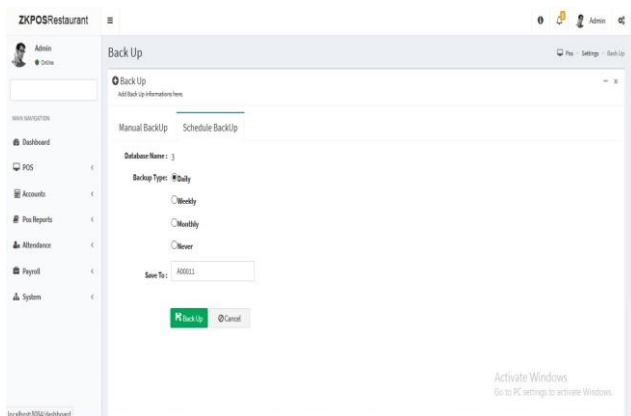 ZKPOSRestaurant
Admin
Admin
Online
Back Up
Pos
Settings
Back Up
Back Up
Add Back Up informations here.
MAIN NAVIGATION
Manual BackUp
Schedule BackUp
Dashboard
POS
Accounts
Pos Reports
Attendance
Payroll
System
Database Name : 3
Backup Type: Daily
Weekly
Monthly
Never
Save To : A00011
Back Up
Cancel
Activate Windows
Go to PC settings to activate Windows.
localhost:8084/dashboard